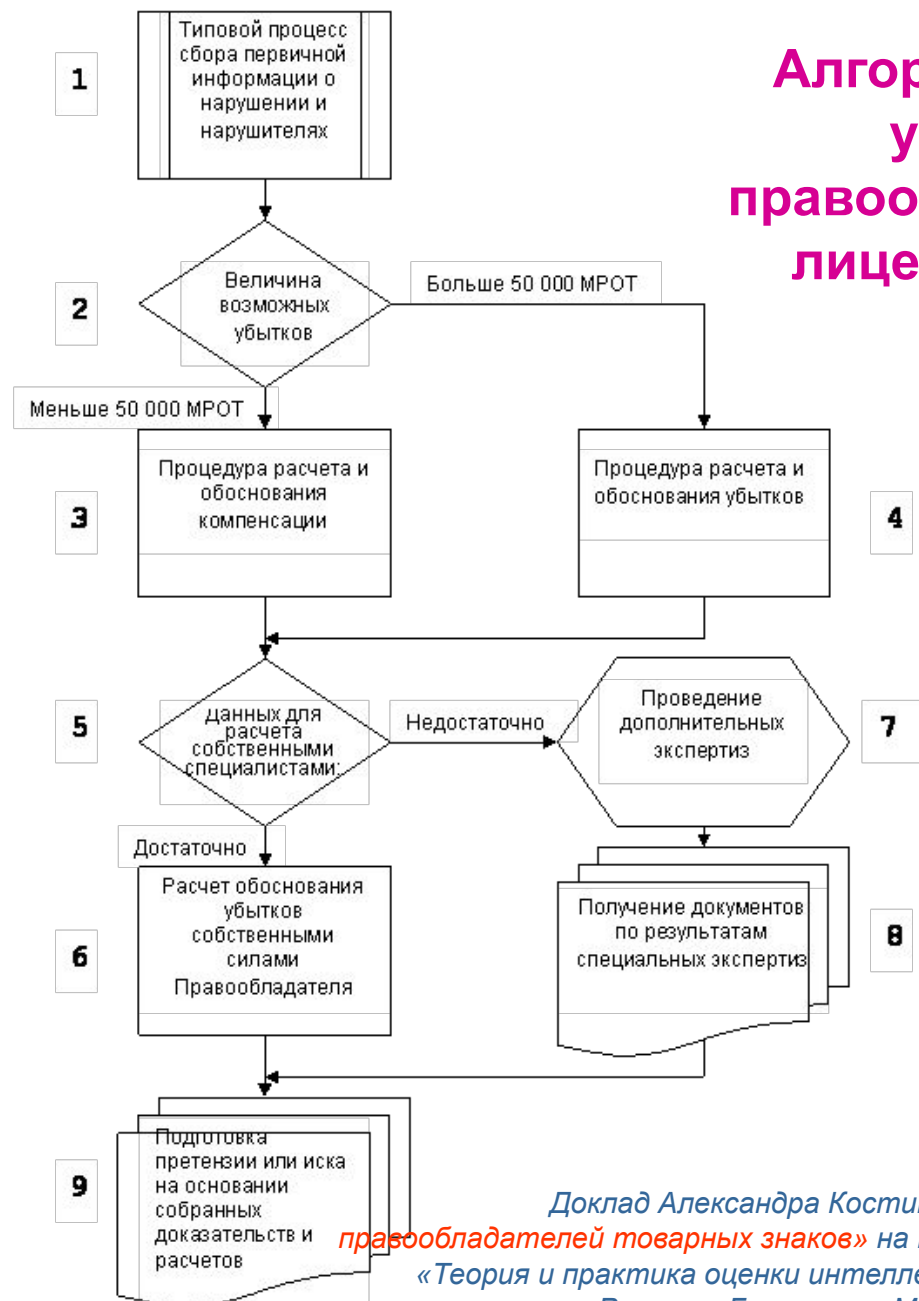 1
Типовой процесс
сбора первичной
информации о
нарушении и
нарушителях
Алгор
у
правоо
лице
2
Величина
возможных
убытков
Больше 50 000 МРОТ
Меньше 50 000 МРОТ
3
Процедура расчета и
обоснования
компенсации
Процедура расчета и
обоснования убытков
4
5
Данных для
расчета
собственными
специалистами:
Недостаточно
Проведение
дополнительных
экспертиз
7
Достаточно
6
Расчет обоснования
убытков
собственными
силами
Правообладателя
Получение документов
по результатам
специальных экспертиз
8
9
Подготовка
претензии или иска
на основании
собранных
доказательств и
расчетов
Доклад Александра Кости
правообладателей товарных знаков» на
«Теория и практика оценки интелле